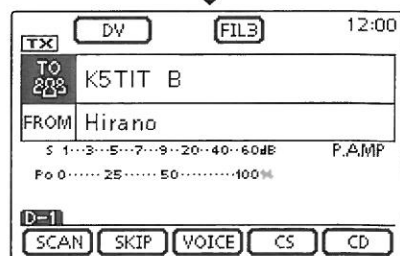 DV FIL3 12:00
TX
TO K5TIT B
FROM Hirano
S 1··3··5··7··9··20··40··60dB P.AMP
Po 0······25······50·········100%
D-1
SCAN SKIP VOICE CS CD